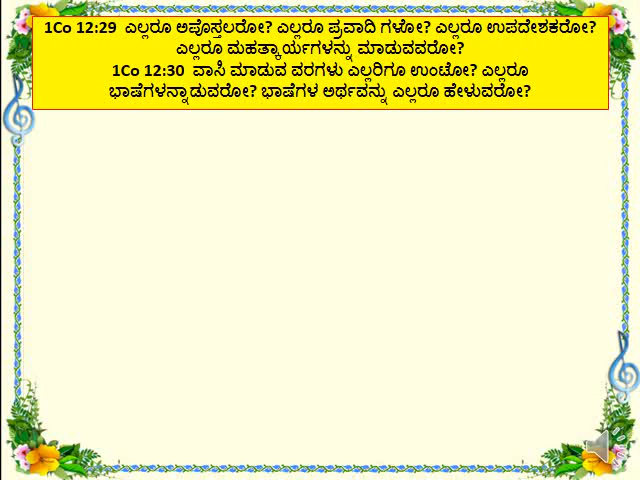 1Co 12:29 ಎಲ್ಲರೂ ಅಪೊಸ್ತಲರೋ? ಎಲ್ಲರೂ ಪ್ರವಾದಿ ಗಳೋ? ಎಲ್ಲರೂ ಉಪದೇಶಕರೋ?
ಎಲ್ಲರೂ ಮಹತ್ಕಾರ್ಯಗಳನ್ನು ಮಾಡುವವರೋ?
1Co 12:30 ವಾಸಿ ಮಾಡುವ ವರಗಳು ಎಲ್ಲರಿಗೂ ಉಂಟೋ? ಎಲ್ಲರೂ
ಭಾಷೆಗಳನ್ನಾಡುವರೋ? ಭಾಷೆಗಳ ಅರ್ಥವನ್ನು ಎಲ್ಲರೂ ಹೇಳುವರೋ?